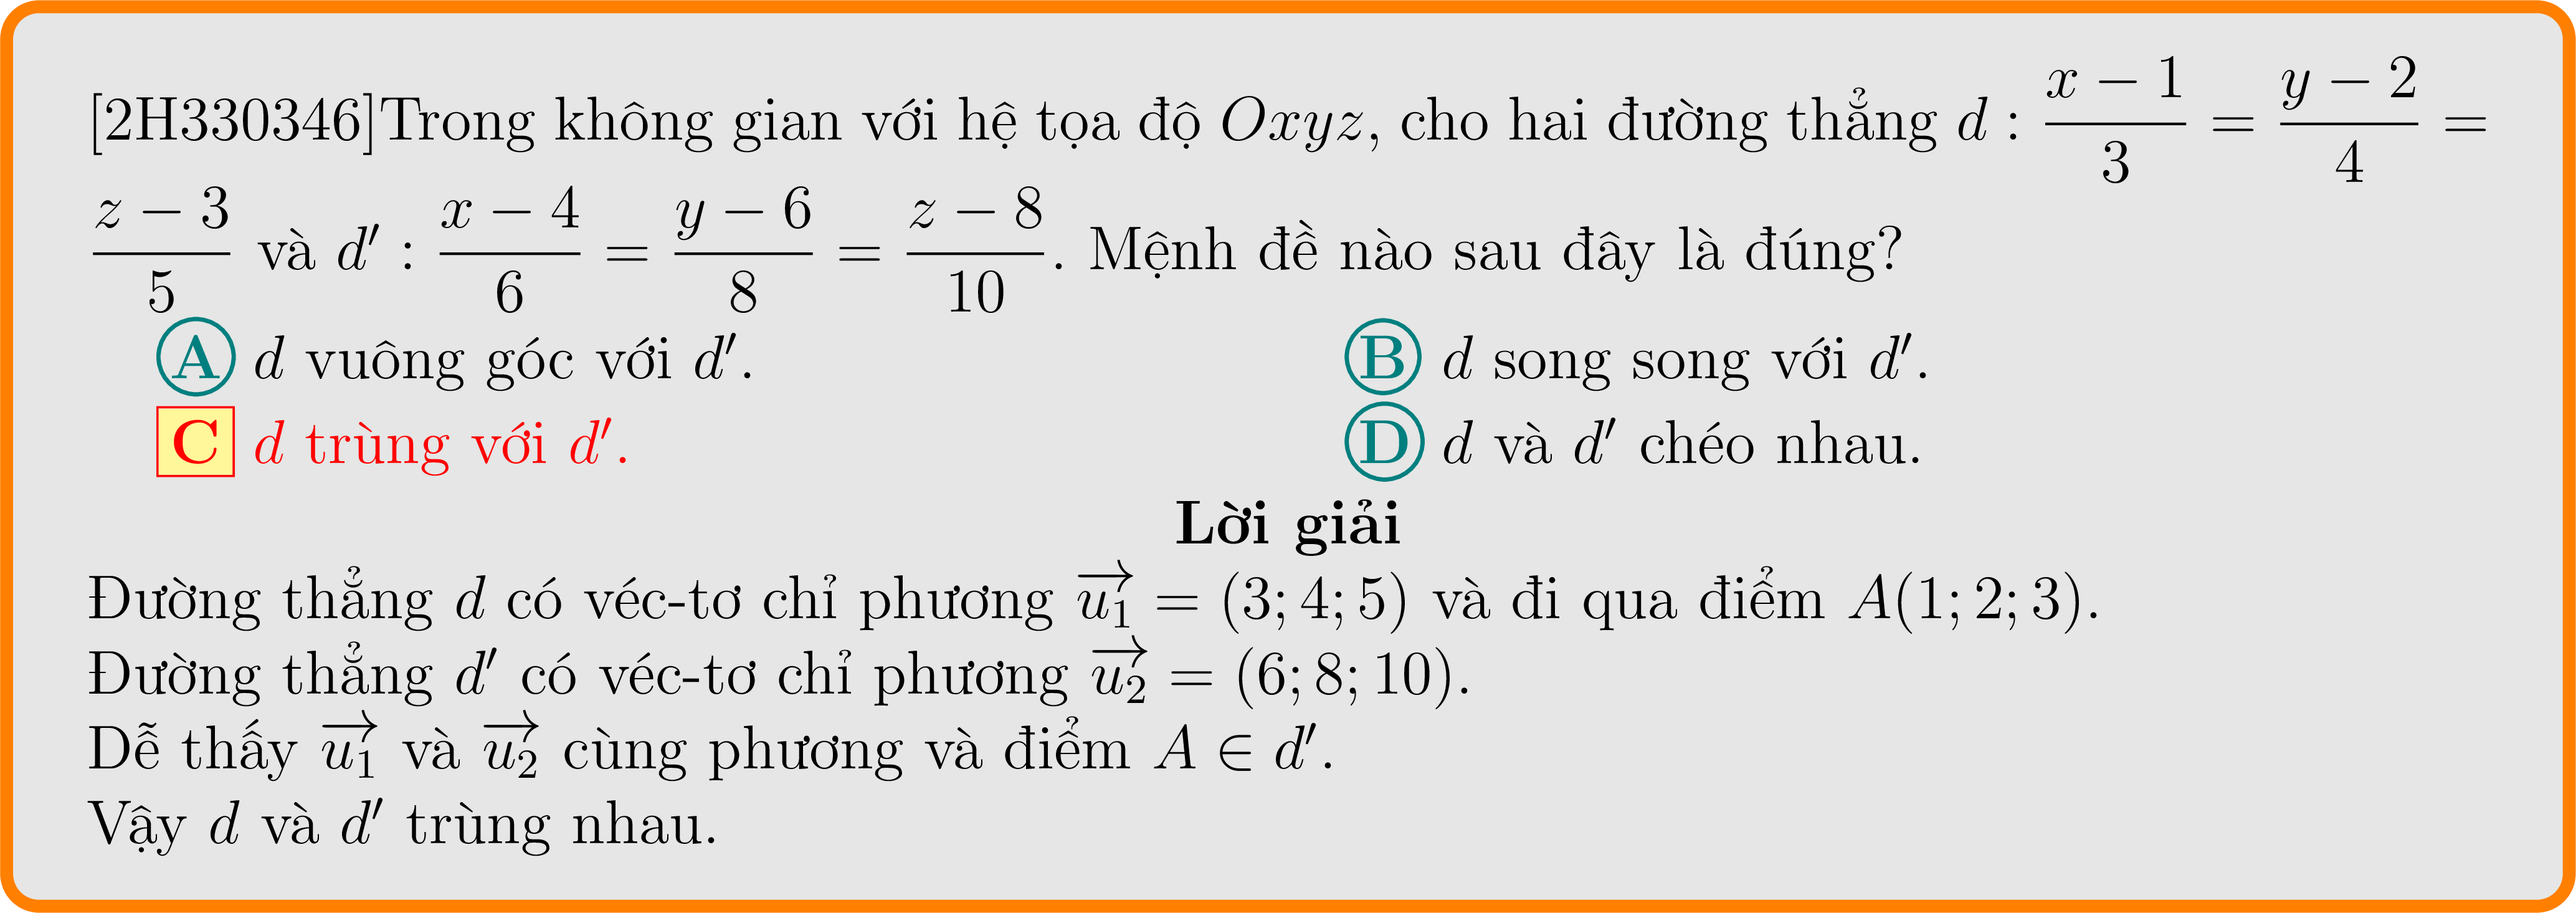 [2H330346]Trong không gian với hệ tọa độ Oxyz, cho hai đường thẳng d : \frac{x − 1}{3} = \frac{y − 2}{4} =
\frac{z − 3}{5} và d′ : \frac{x − 4}{6} = \frac{y − 6}{8} = \frac{z − 8}{10}. Mệnh đề nào sau đây là đúng?
A d vuông góc với d′. B d song song với d′.
C d trùng với d′. D d và d′ chéo nhau.
Lời giải
Đường thẳng d có véc-tơ chỉ phương \overrightarrow{u_1} = (3; 4; 5) và đi qua điểm A(1; 2; 3).
Đường thẳng d′ có véc-tơ chỉ phương \overrightarrow{u_2} = (6; 8; 10).
Dễ thấy \overrightarrow{u_1} và \overrightarrow{u_2} cùng phương và điểm A ∈ d′.
Vậy d và d′ trùng nhau.